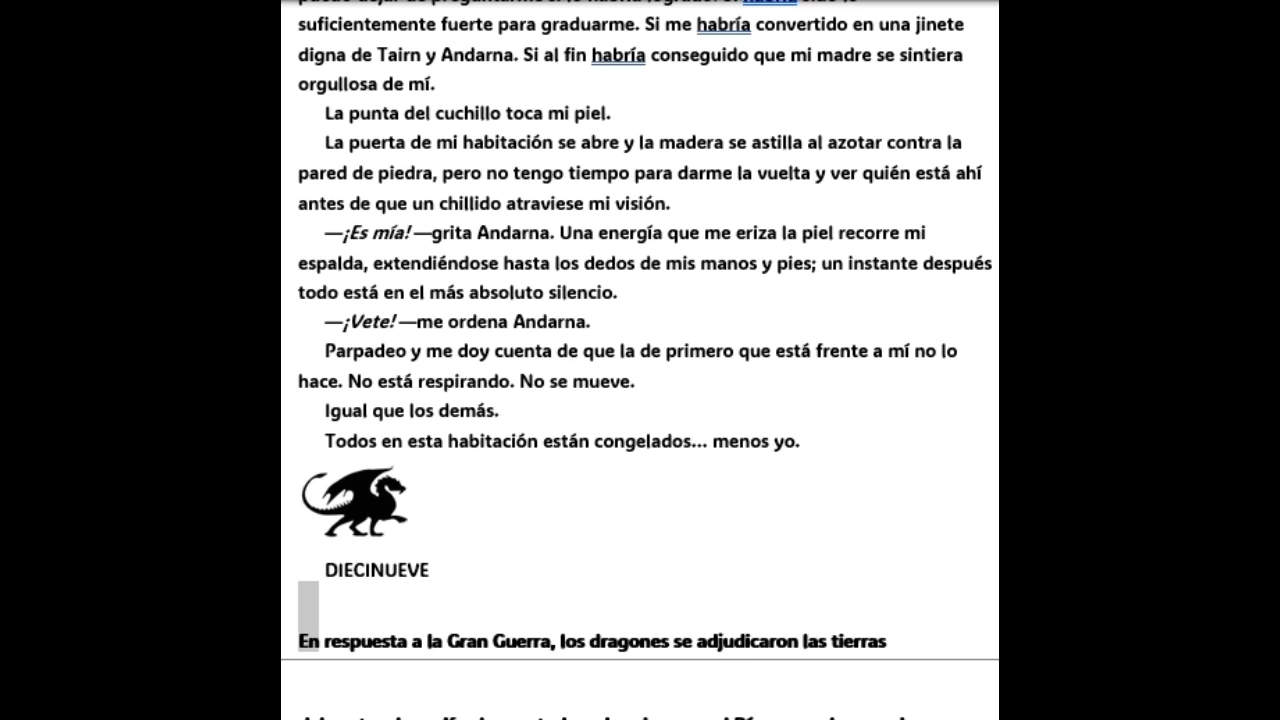 suficientemente fuerte para graduarme. Si me habría convertido en una jinete
digna de Tairn y Andarna. Si al fin habría conseguido que mi madre se sintiera
orgullosa de mí.
La punta del cuchillo toca mi piel.
La puerta de mi habitación se abre y la madera se astilla al azotar contra la
pared de piedra, pero no tengo tiempo para darme la vuelta y ver quién está ahí
antes de que un chillido atraviese mi visión.
—¡Es mía! —grita Andarna. Una energía que me eriza la piel recorre mi
espalda, extendiéndose hasta los dedos de mis manos y pies; un instante después
todo está en el más absoluto silencio.
—¡Vete! —me ordena Andarna.
Parpadeo y me doy cuenta de que la de primero que está frente a mí no lo
hace. No está respirando. No se mueve.
Igual que los demás.
Todos en esta habitación están congelados... menos yo.
DIECINUEVE
En respuesta a la Gran Guerra, los dragones se adjudicaron las tierras